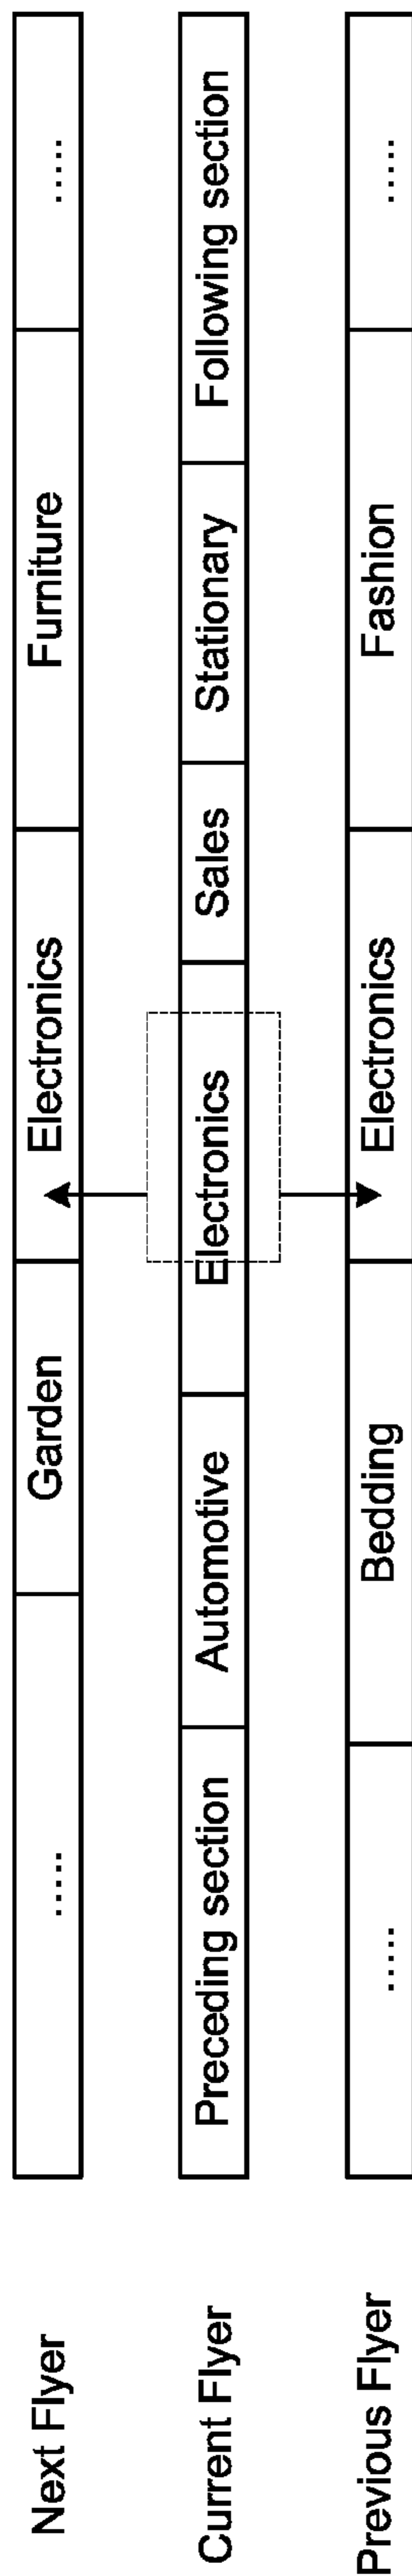 Next Flyer
.....
Garden
Electronics
Furniture
.....
Current Flyer
Preceding section
Automotive
Electronics
Sales
Stationary
Following section
Previous Flyer
.....
Bedding
Electronics
Fashion
.....